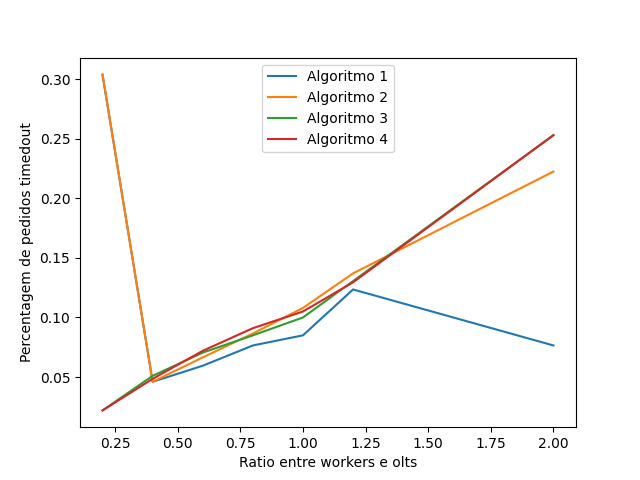 Algoritmo 1
Algoritmo 2
Algoritmo 3
Algoritmo 4
Percentagem de pedidos timedout
0.30
0.25
0.20
0.15
0.10
0.05
0.25 0.50 0.75 1.00 1.25 1.50 1.75 2.00
Ratio entre workers e olts